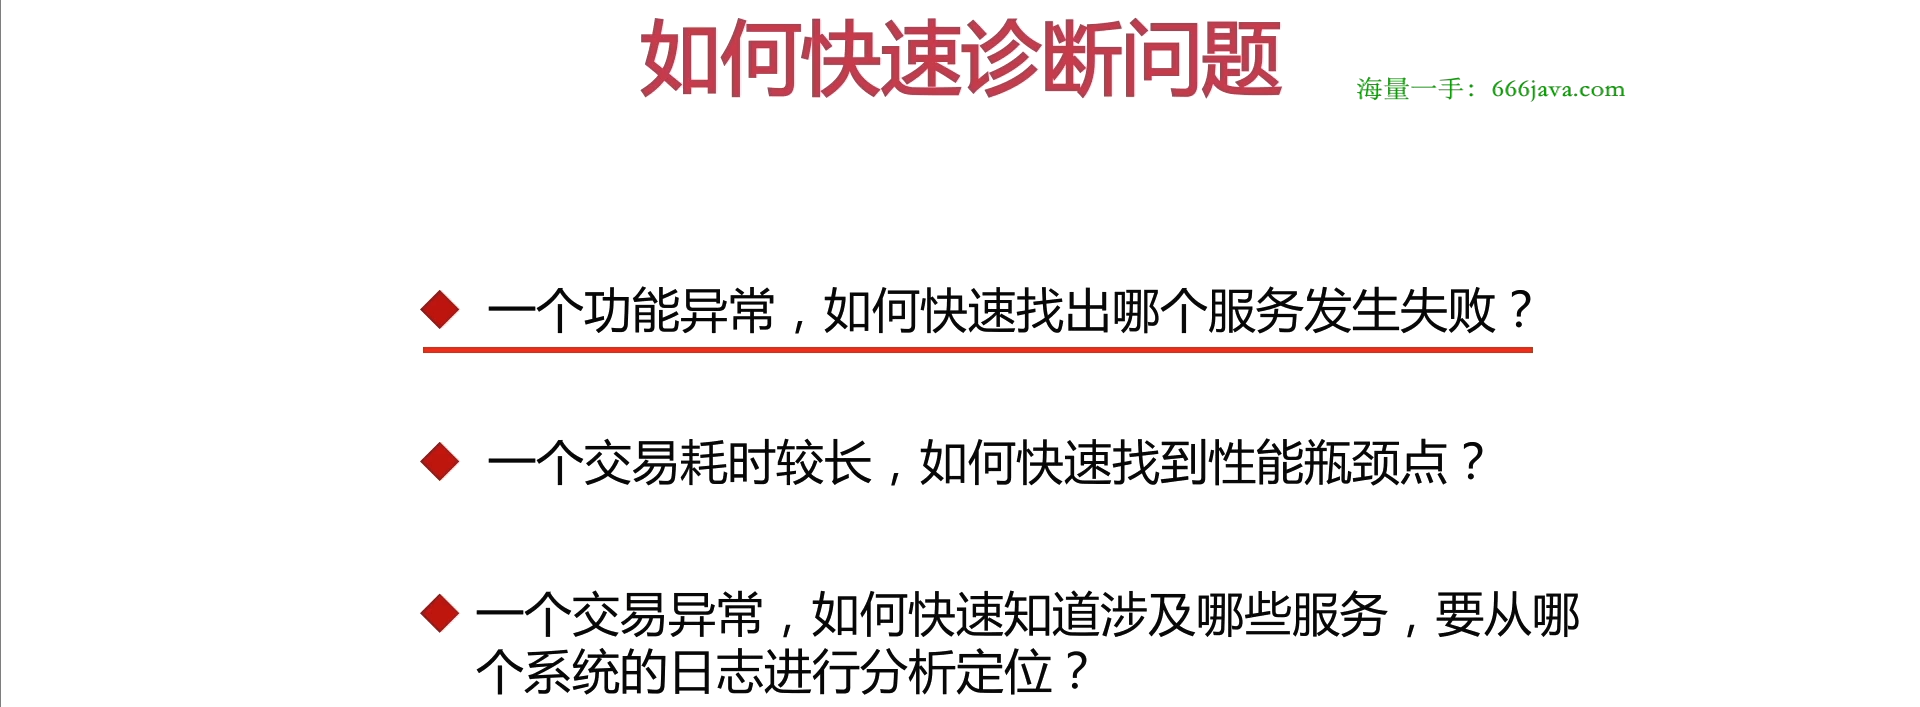 如何快速诊断问题
海量一手：666java.com
一个功能异常，如何快速找出哪个服务发生失败？
一个交易耗时较长，如何快速找到性能瓶颈点？
一个交易异常，如何快速知道涉及哪些服务，要从哪
个系统的日志进行分析定位？